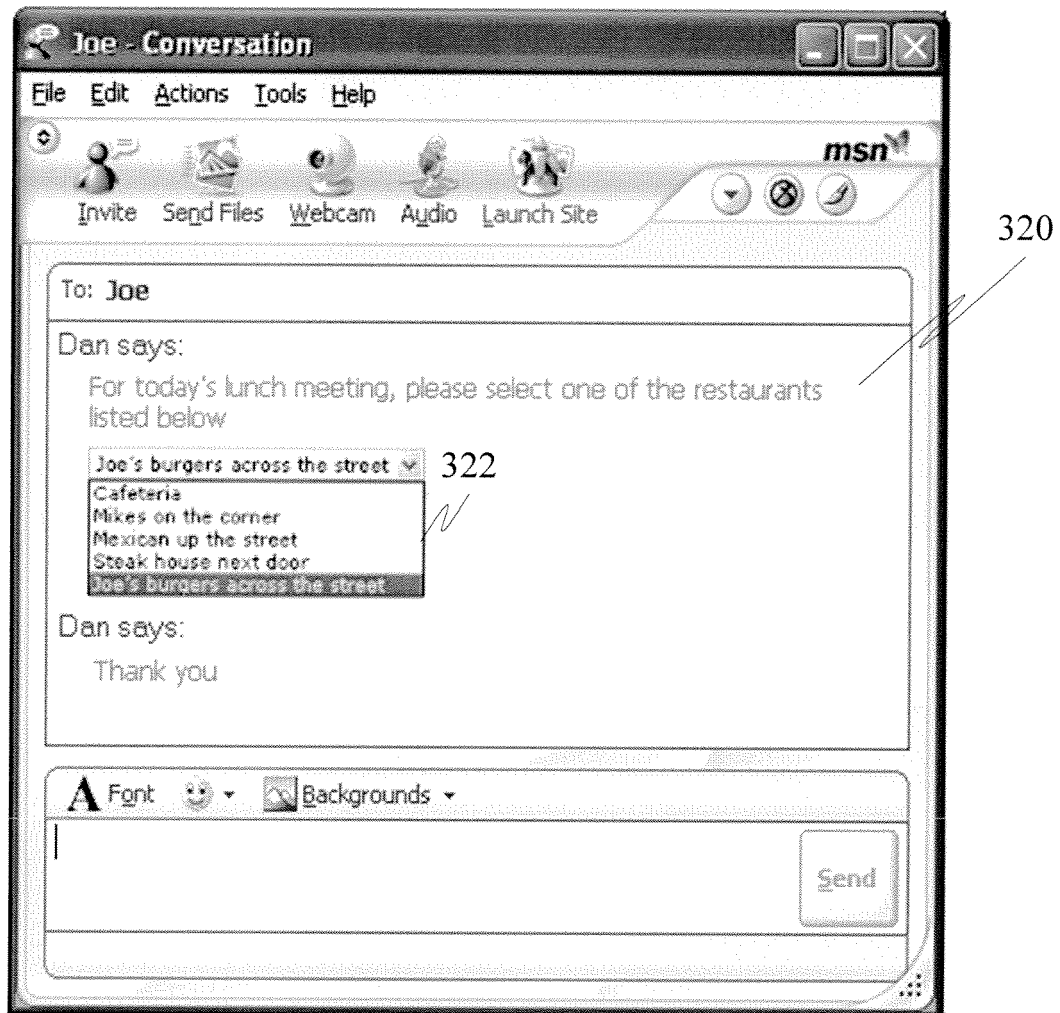 Joe - Conversation
File Edit Actions Tools Help
msn
Invite Send Files Webcam Audio Launch Site
320
To: Joe
Dan says:
For today's lunch meeting, please select one of the restaurants
listed below
Joe's burgers across the street
322
Cafeteria
Mikes on the corner
Mexican up the street
Steak house next door
Joe's burgers across the street
Dan says:
Thank you
A Font Backgrounds
Send